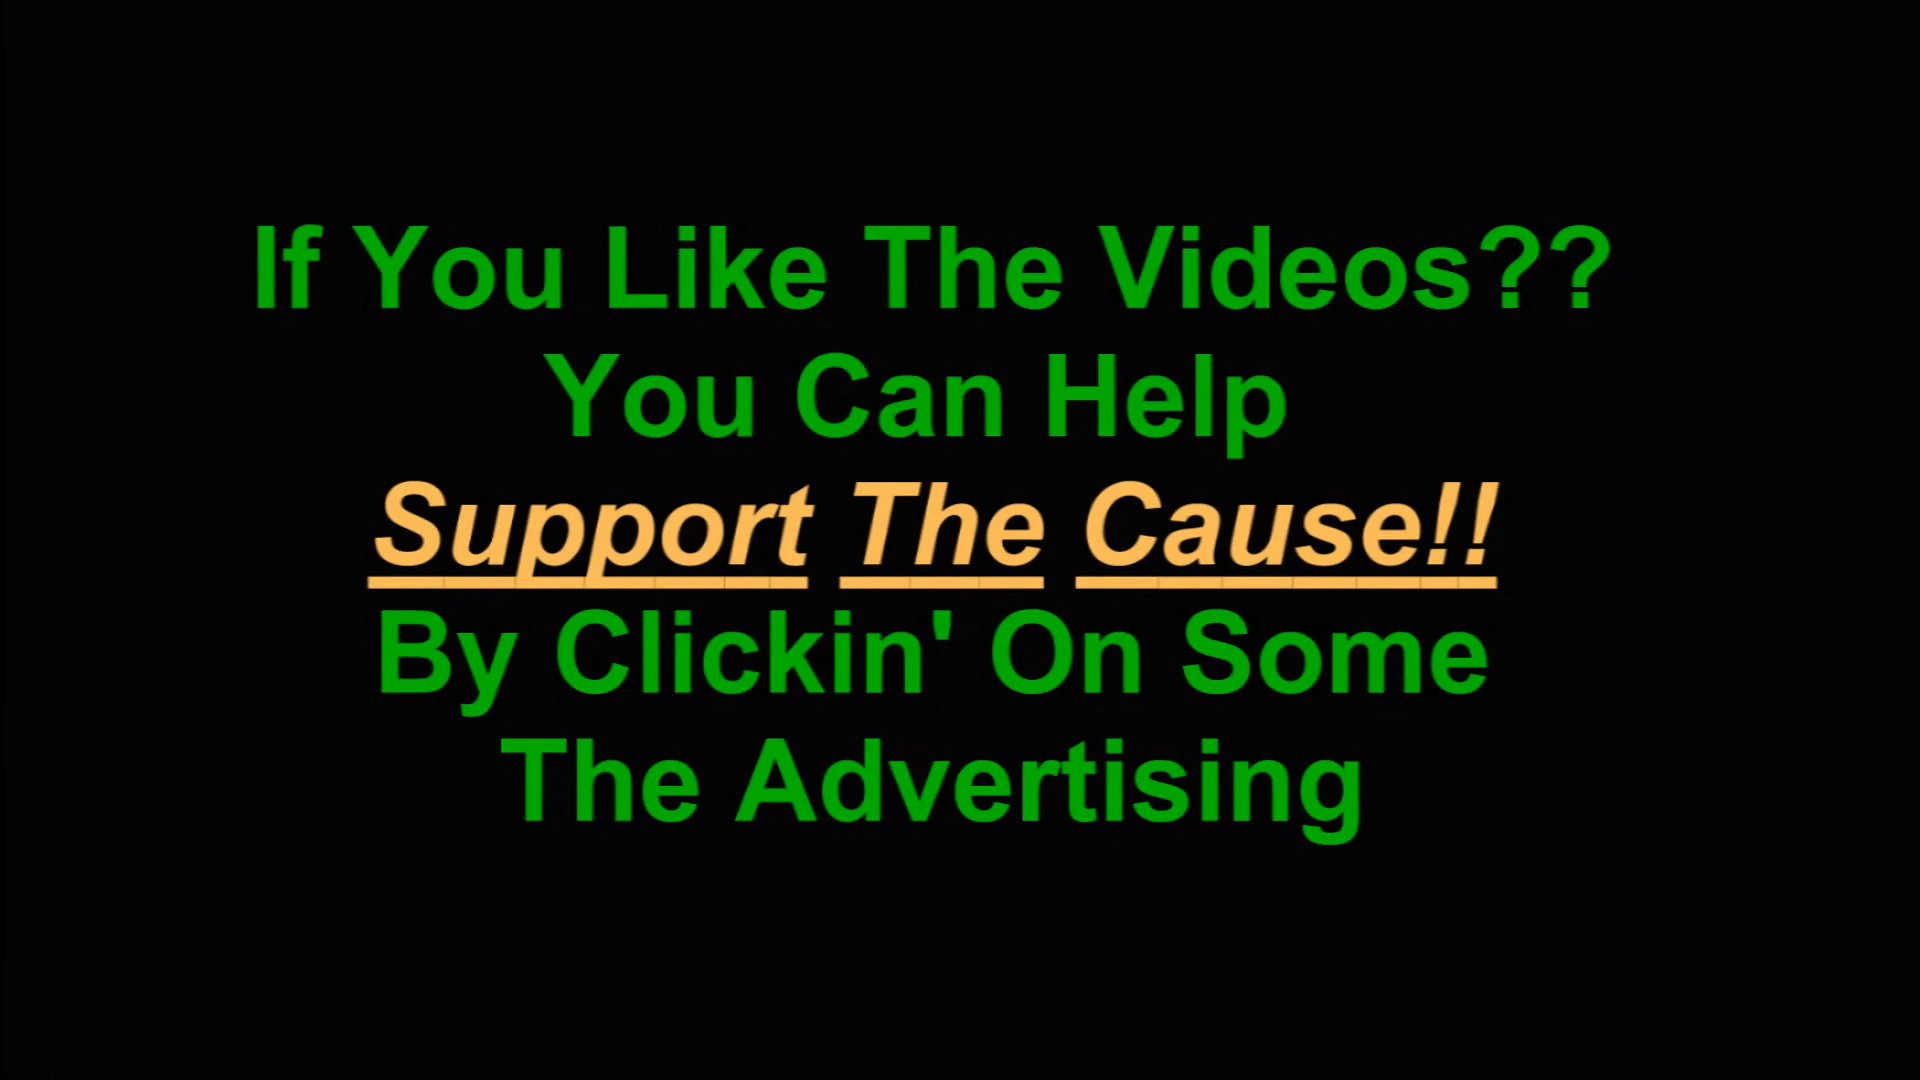 If You Like The Videos??
You Can Help
Support The Cause!!
By Clickin' On Some
The Advertising